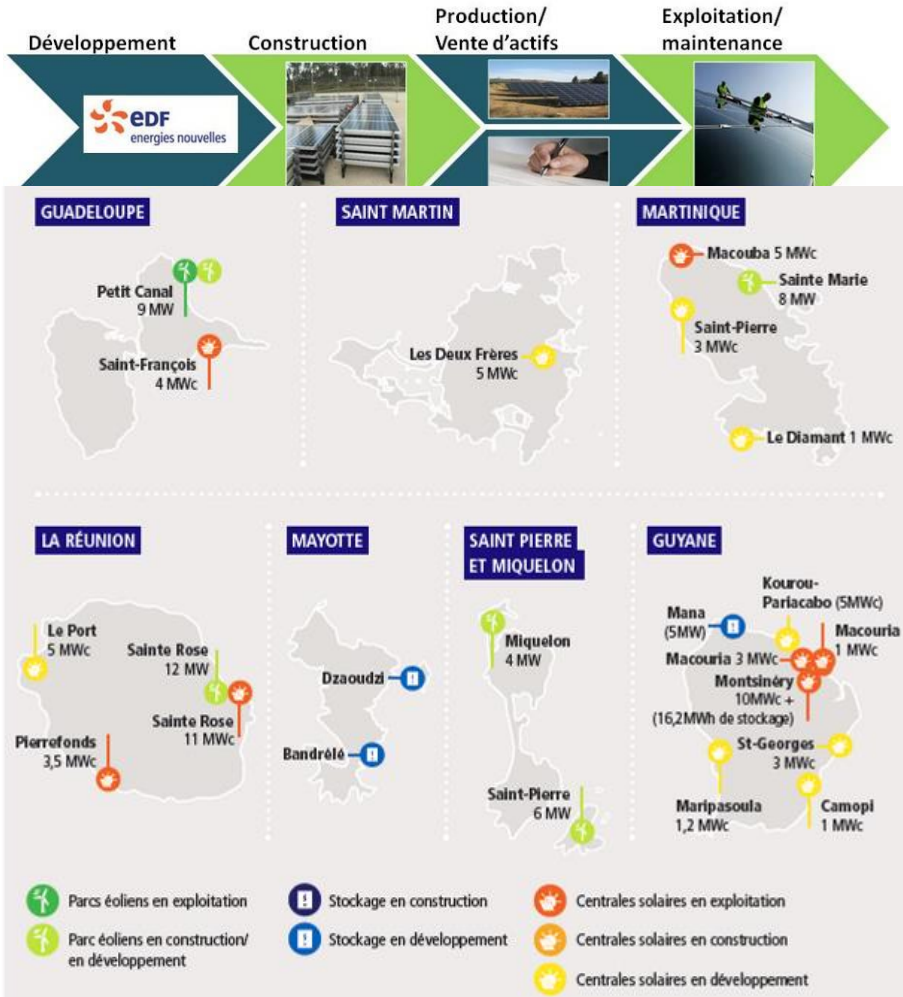 Développement
Construction
Production/
Vente d'actifs
Exploitation/
maintenance
eDF
energies nouvelles
GUADELOUPE
Petit Canal
9 MW
Saint-François
4 MWc
SAINT MARTIN
Les Deux Frères
5 MWc
MARTINIQUE
Macouba 5 MWc
Sainte Marie
8 MW
Saint-Pierre
3 MWc
Le Diamant 1 MWc
LA RÉUNION
Le Port
5 MWc
Sainte Rose
12 MW
Sainte Rose
11 MWc
Pierrefonds
3,5 MWc
MAYOTTE
Dzaoudzi
Bandrélé
SAINT PIERRE
ET MIQUELON
Miquelon
4 MW
Saint-Pierre
6 MW
GUYANE
Kourou-
Pariacabo (5MWc)
Mana
(5MW)
Macouria
1 MWc
Macouria 3 MWc
Montsinéry
10MWc +
(16,2MWh de stockage)
St-Georges
3 MWc
Maripasoula
1,2 MWc
Camopi
1 MWc
Parcs éoliens en exploitation
Parc éoliens en construction/
en développement
Stockage en construction
Stockage en développement
Centrales solaires en exploitation
Centrales solaires en construction
Centrales solaires en développement